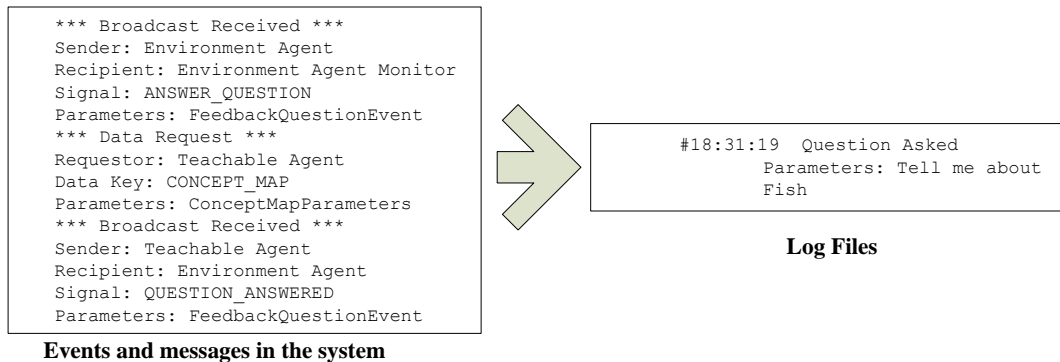 *** Broadcast Received ***
Sender: Environment Agent
Recipient: Environment Agent Monitor
Signal: ANSWER_QUESTION
Parameters: FeedbackQuestionEvent
*** Data Request ***
Requestor: Teachable Agent
Data Key: CONCEPT_MAP
Parameters: ConceptMapParameters
*** Broadcast Received ***
Sender: Teachable Agent
Recipient: Environment Agent
Signal: QUESTION_ANSWERED
Parameters: FeedbackQuestionEvent
Events and messages in the system
#18:31:19 Question Asked
Parameters: Tell me about
Fish
Log Files